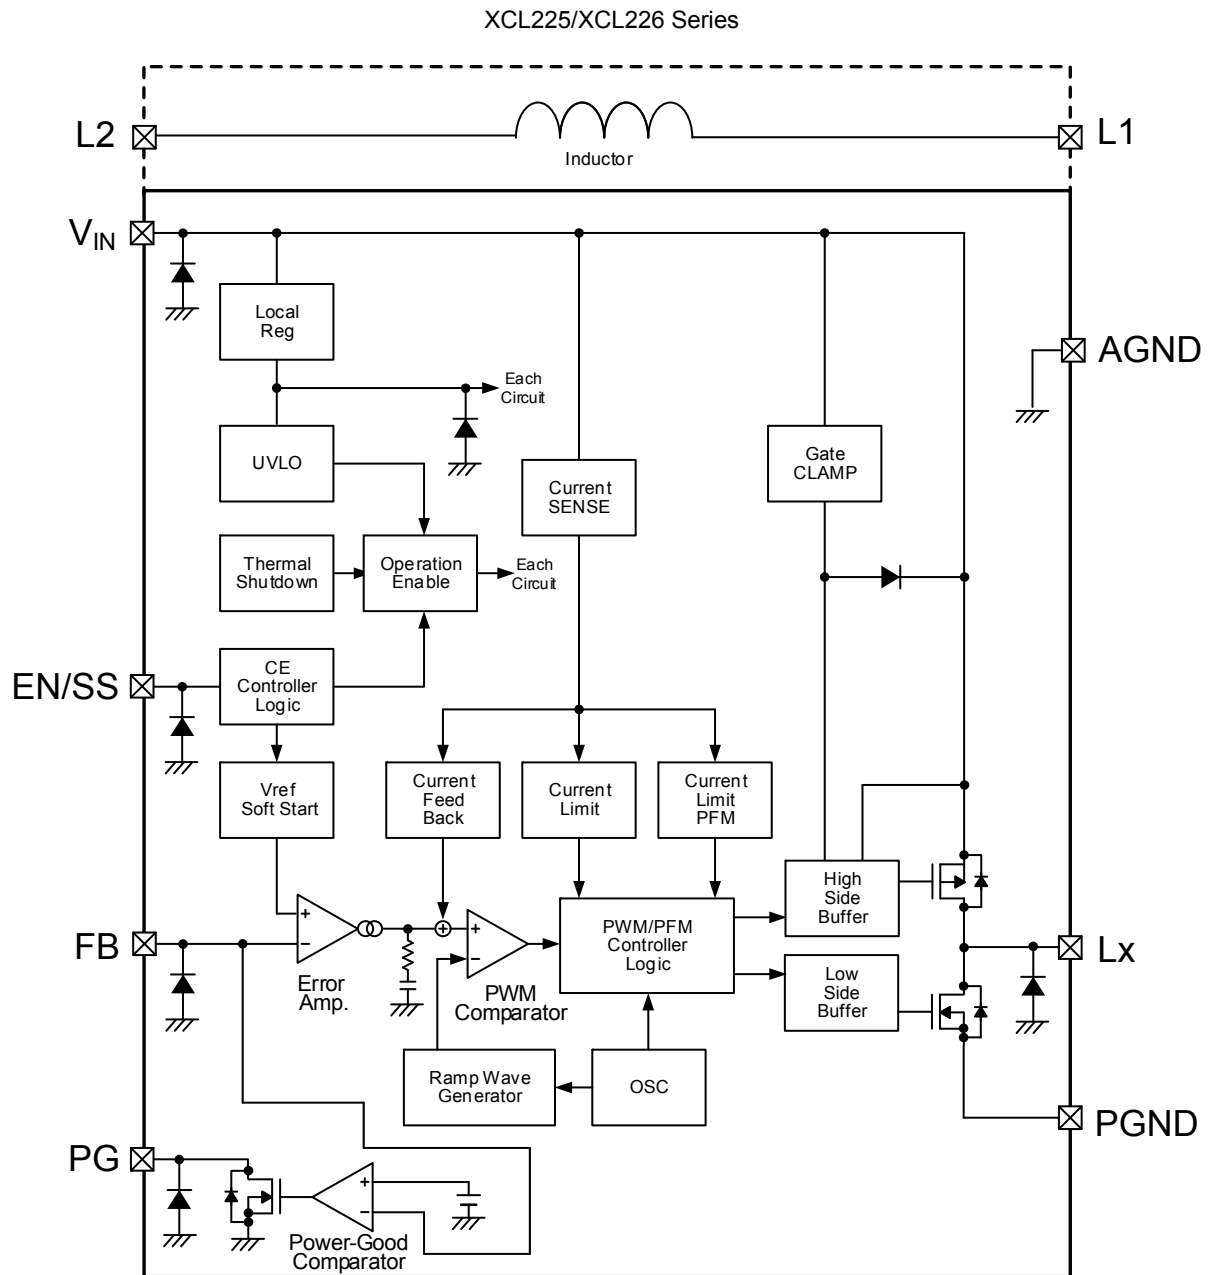 XCL225/XCL226 Series
L2
L1
Inductor
VIN
Local
Reg
AGND
Each
Circuit
UVLO
Current
SENSE
Gate
CLAMP
Thermal
Shutdown
Operation
Enable
Each
Circuit
EN/SS
CE
Controller
Logic
Vref
Soft Start
Current
Feed
Back
Current
Limit
Current
Limit
PFM
High
Side
Buffer
+
−
Error
Amp.
+
+
−
PWM
Comparator
PWM/PFM
Controller
Logic
FB
Lx
Low
Side
Buffer
Ramp Wave
Generator
OSC
PGND
PG
+
−
Power-Good
Comparator